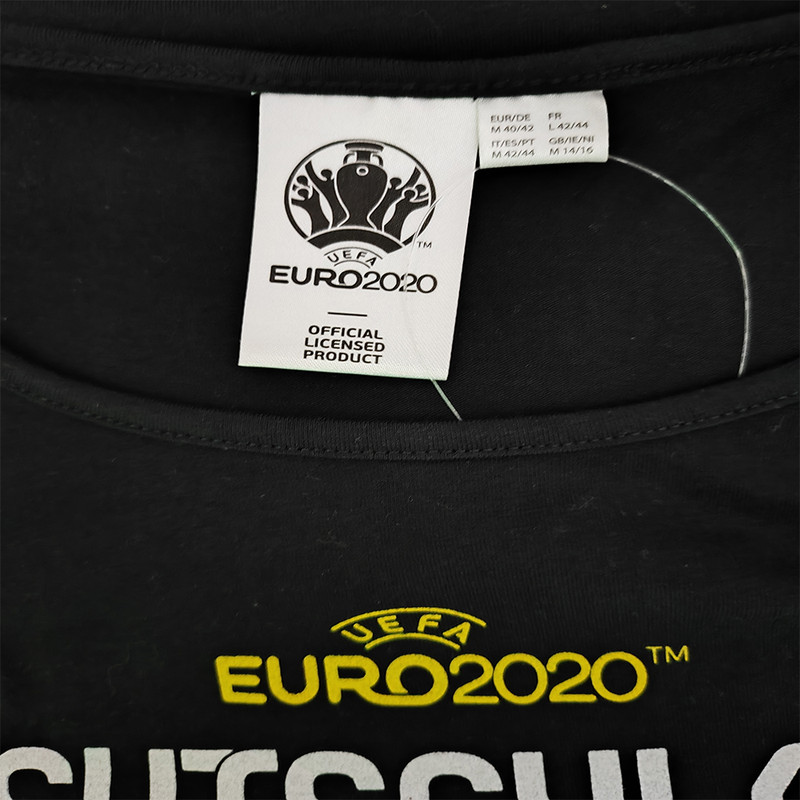 EUR/DE FR
M 40/42 L 42/44
IT/ES/PT GB/IE/NI
M 42/44 M 14/16
TM
UEFA
EURO2020
OFFICIAL
LICENSED
PRODUCT
UEFA
EURO2020™